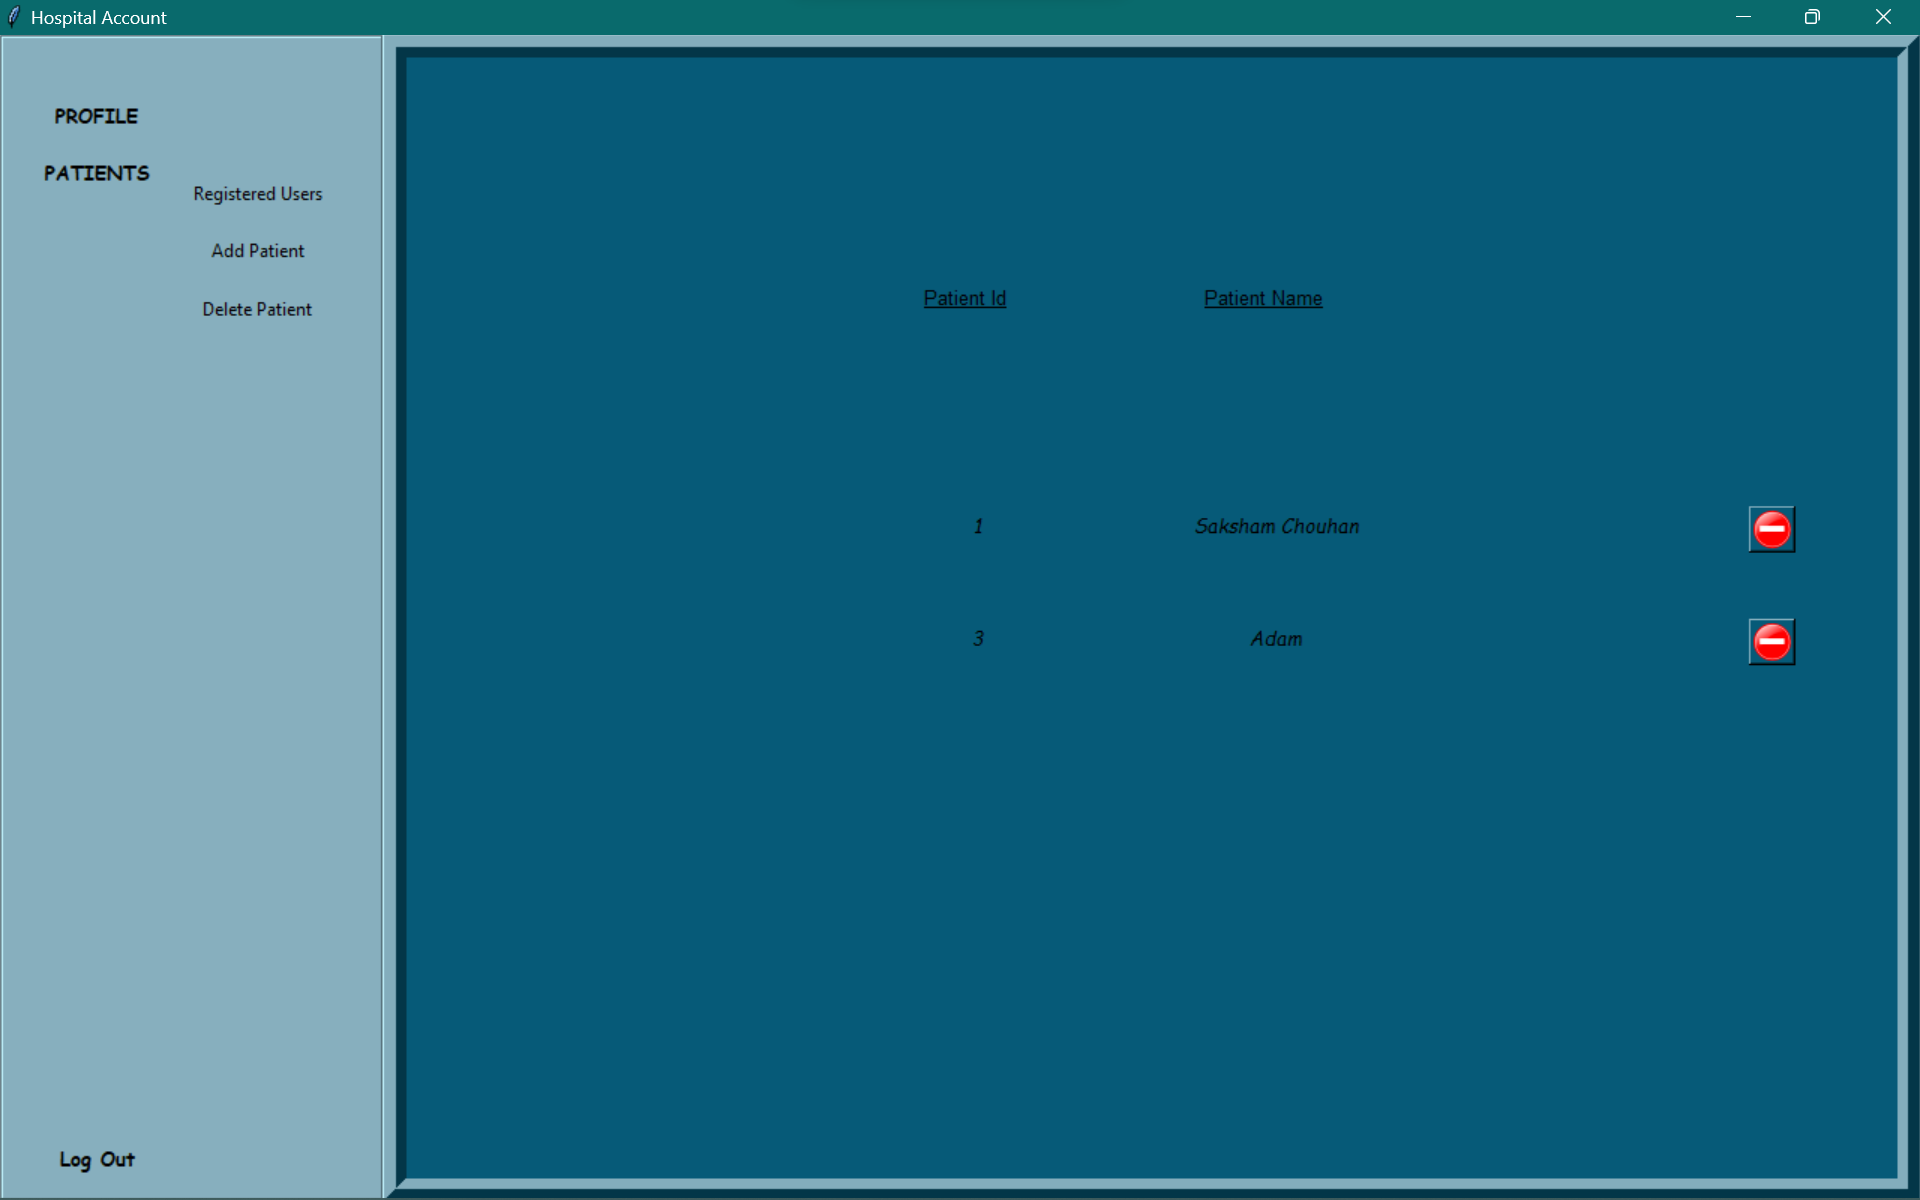 Hospital Account
PROFILE
PATIENTS
Registered Users
Add Patient
Delete Patient
Log Out
Patient Id Patient Name
1 Saksham Chouhan
3 Adam